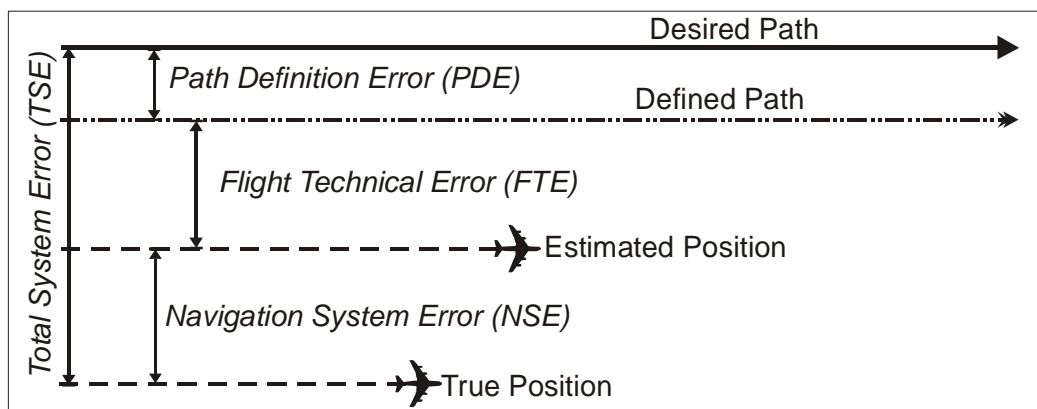 Desired Path
Path Definition Error (PDE)
Defined Path
Total System Error (TSE)
Flight Technical Error (FTE)
Estimated Position
Navigation System Error (NSE)
True Position